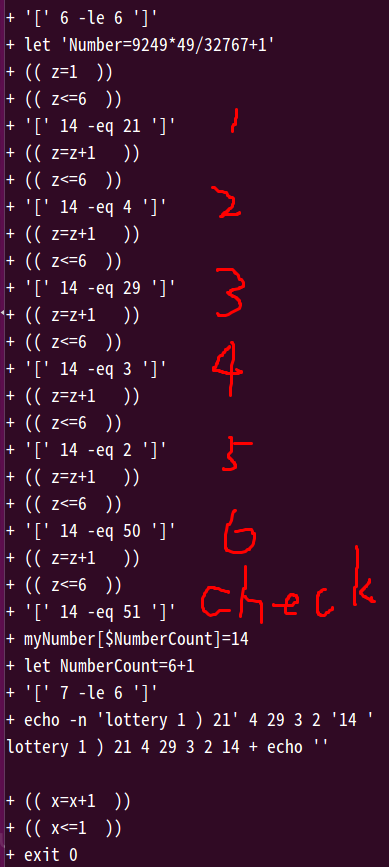 + '[' 6 -le 6 ']'
+ let 'Number=9249*49/32767+1'
+ (( z=1  ))
+ (( z<=6  ))
+ '[' 14 -eq 21 ']' 1
+ (( z=z+1   ))
+ (( z<=6  ))
+ '[' 14 -eq 4 ']' 2
+ (( z=z+1   ))
+ (( z<=6  ))
+ '[' 14 -eq 29 ']' 3
+ (( z=z+1   ))
+ (( z<=6  ))
+ '[' 14 -eq 3 ']' 4
+ (( z=z+1   ))
+ (( z<=6  ))
+ '[' 14 -eq 2 ']' 5
+ (( z=z+1   ))
+ (( z<=6  ))
+ '[' 14 -eq 50 ']' 6
+ (( z=z+1   ))
+ (( z<=6  ))
+ '[' 14 -eq 51 ']' check
+ myNumber[$NumberCount]=14
+ let NumberCount=6+1
+ '[' 7 -le 6 ']'
+ echo -n 'lottery 1 ) 21' 4 29 3 2 '14 '
lottery 1 ) 21 4 29 3 2 14 + echo ''
+ (( x=x+1  ))
+ (( x<=1  ))
+ exit 0